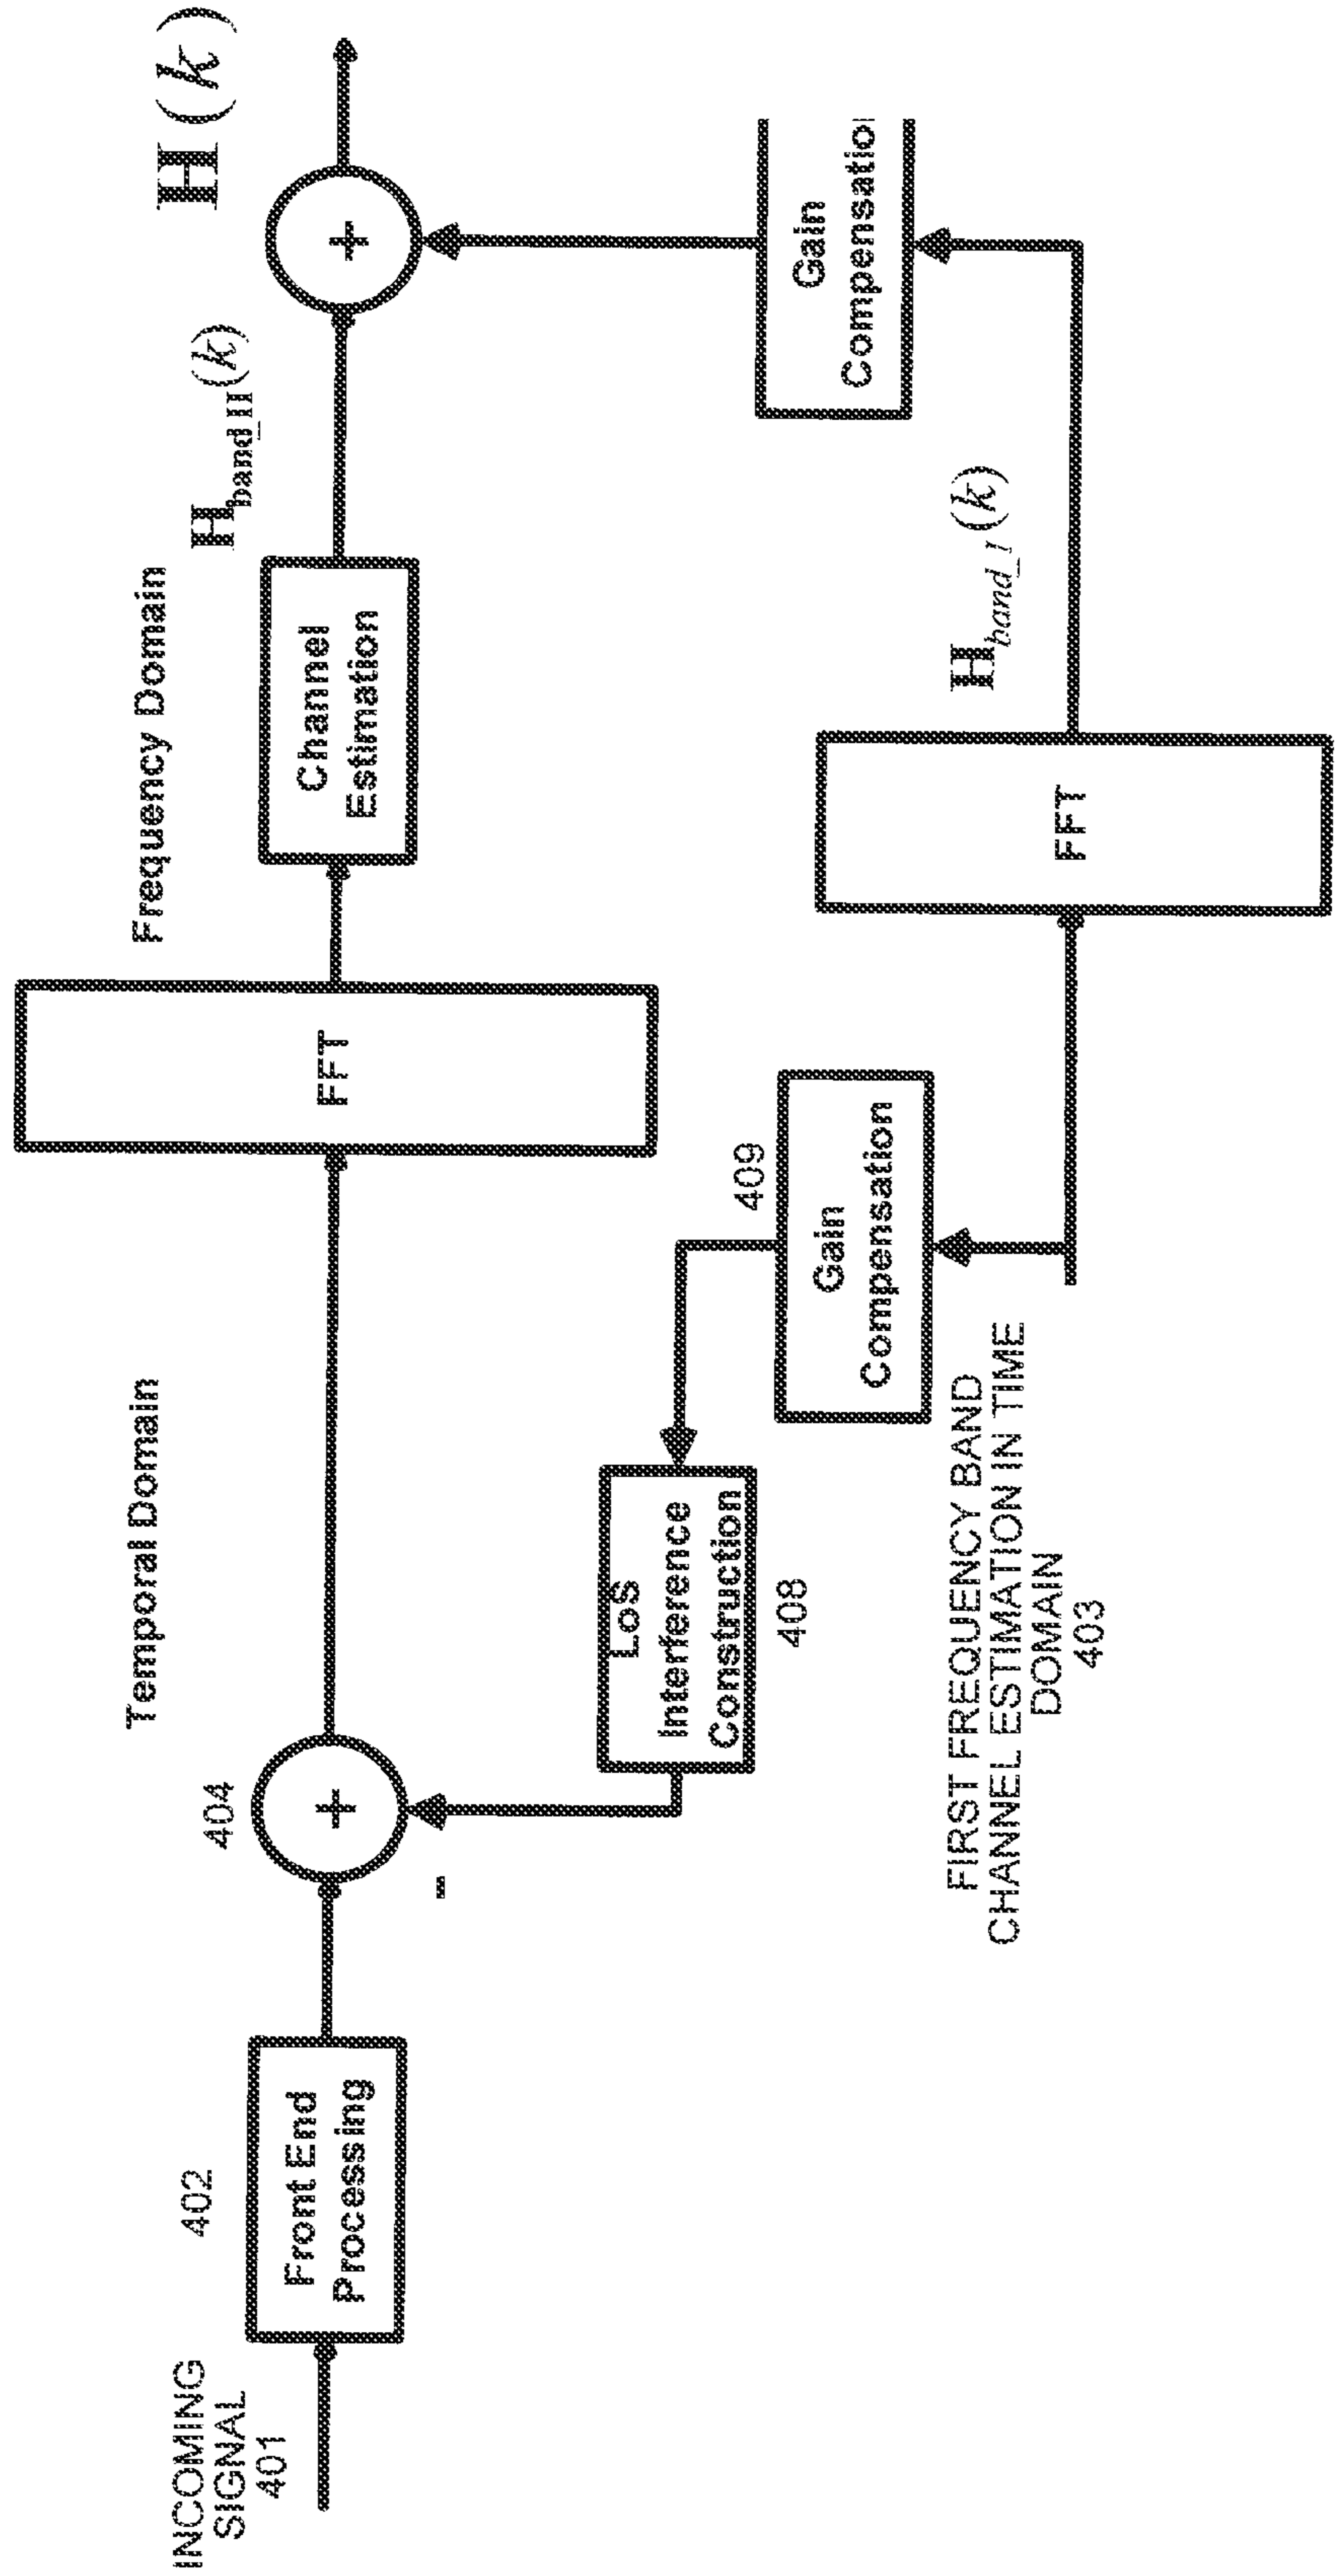 INCOMING
SIGNAL
401
402
Front End
Processing
404
+
-
Temporal Domain
FFT
Frequency Domain
Channel
Estimation
H_band_II(k)
+
H(k)
LoS
Interference
Construction
408
409
Gain
Compensation
FIRST FREQUENCY BAND
CHANNEL ESTIMATION IN TIME
DOMAIN
403
FFT
H_band_I(k)
Gain
Compensatio